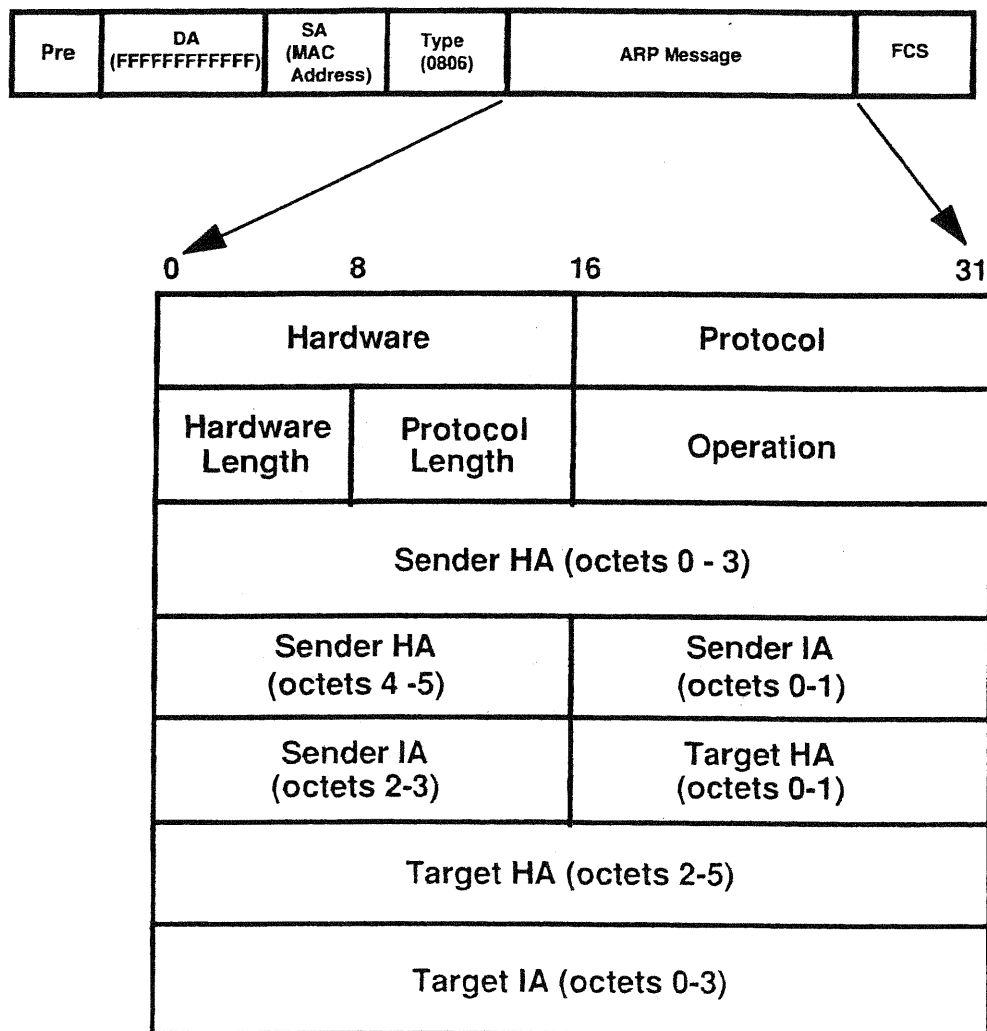 Pre
DA
(FFFFFFFFFFFF)
SA
(MAC
Address)
Type
(0806)
ARP Message
FCS
0 8 16 31
Hardware
Protocol
Hardware
Length
Protocol
Length
Operation
Sender HA (octets 0 - 3)
Sender HA
(octets 4 -5)
Sender IA
(octets 0-1)
Sender IA
(octets 2-3)
Target HA
(octets 0-1)
Target HA (octets 2-5)
Target IA (octets 0-3)